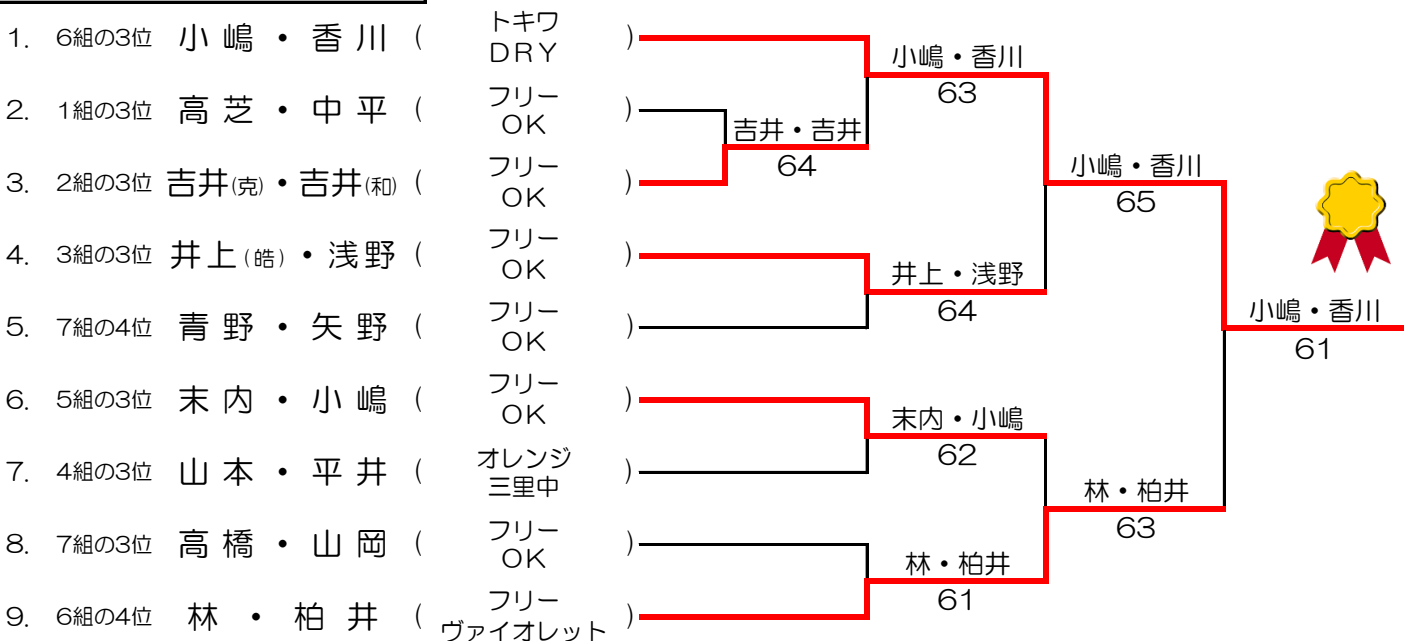 1. 6組の3位 小嶋・香川 (トキワ DRY)
2. 1組の3位 高芝・中平 (フリー OK)
3. 2組の3位 吉井(克)・吉井(和) (フリー OK)
4. 3組の3位 井上(皓)・浅野 (フリー OK)
5. 7組の4位 青野・矢野 (フリー OK)
6. 5組の3位 末内・小嶋 (フリー OK)
7. 4組の3位 山本・平井 (オレンジ 三里中)
8. 7組の3位 高橋・山岡 (フリー OK)
9. 6組の4位 林・柏井 (フリー ヴァイオレット)
吉井・吉井
64
小嶋・香川
63
井上・浅野
64
末内・小嶋
62
林・柏井
61
小嶋・香川
65
林・柏井
63
小嶋・香川
61